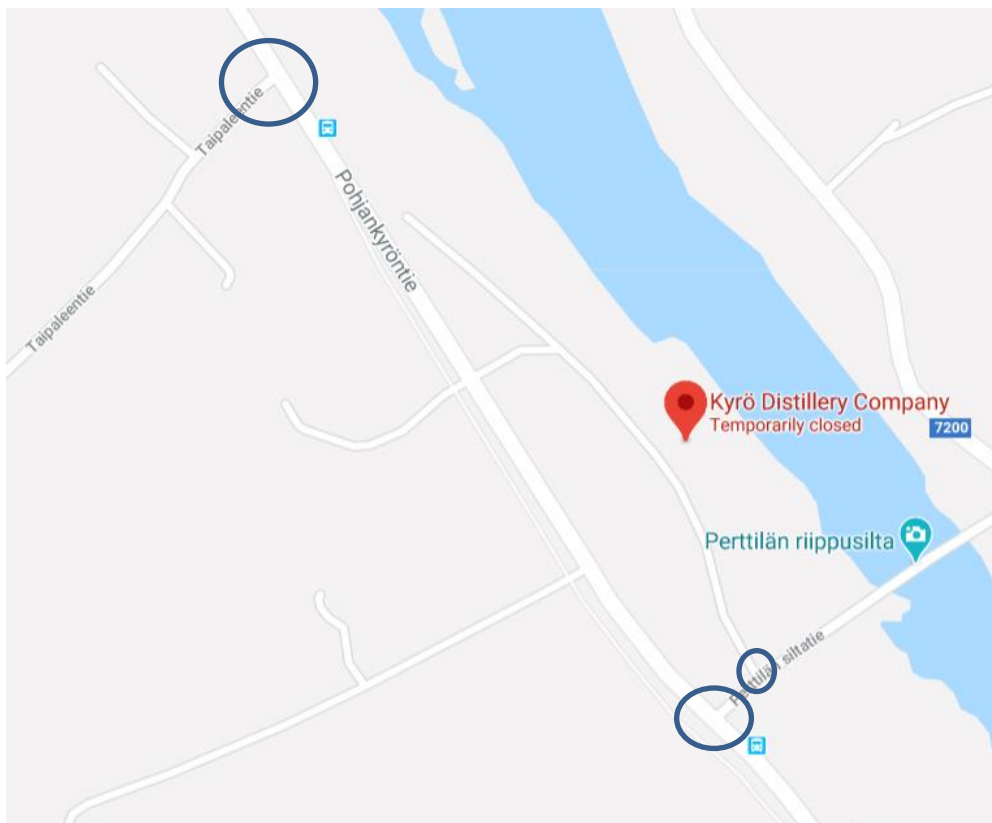 Taipaleentie
Pohjankyröntie
Taipaleentie
Kyrö Distillery Company
Temporarily closed
7200
Perttilän riippusilta
Perttilän siltatie